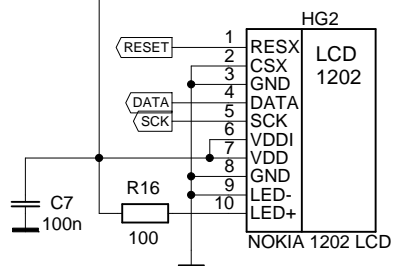 HG2
RESET 1 RESX
2 CSX
3 GND
DATA 4 DATA
SCK 5 SCK
6 VDDI
7 VDD
8 GND
9 LED-
10 LED+
LCD
1202
C7
100n
R16
100
NOKIA 1202 LCD